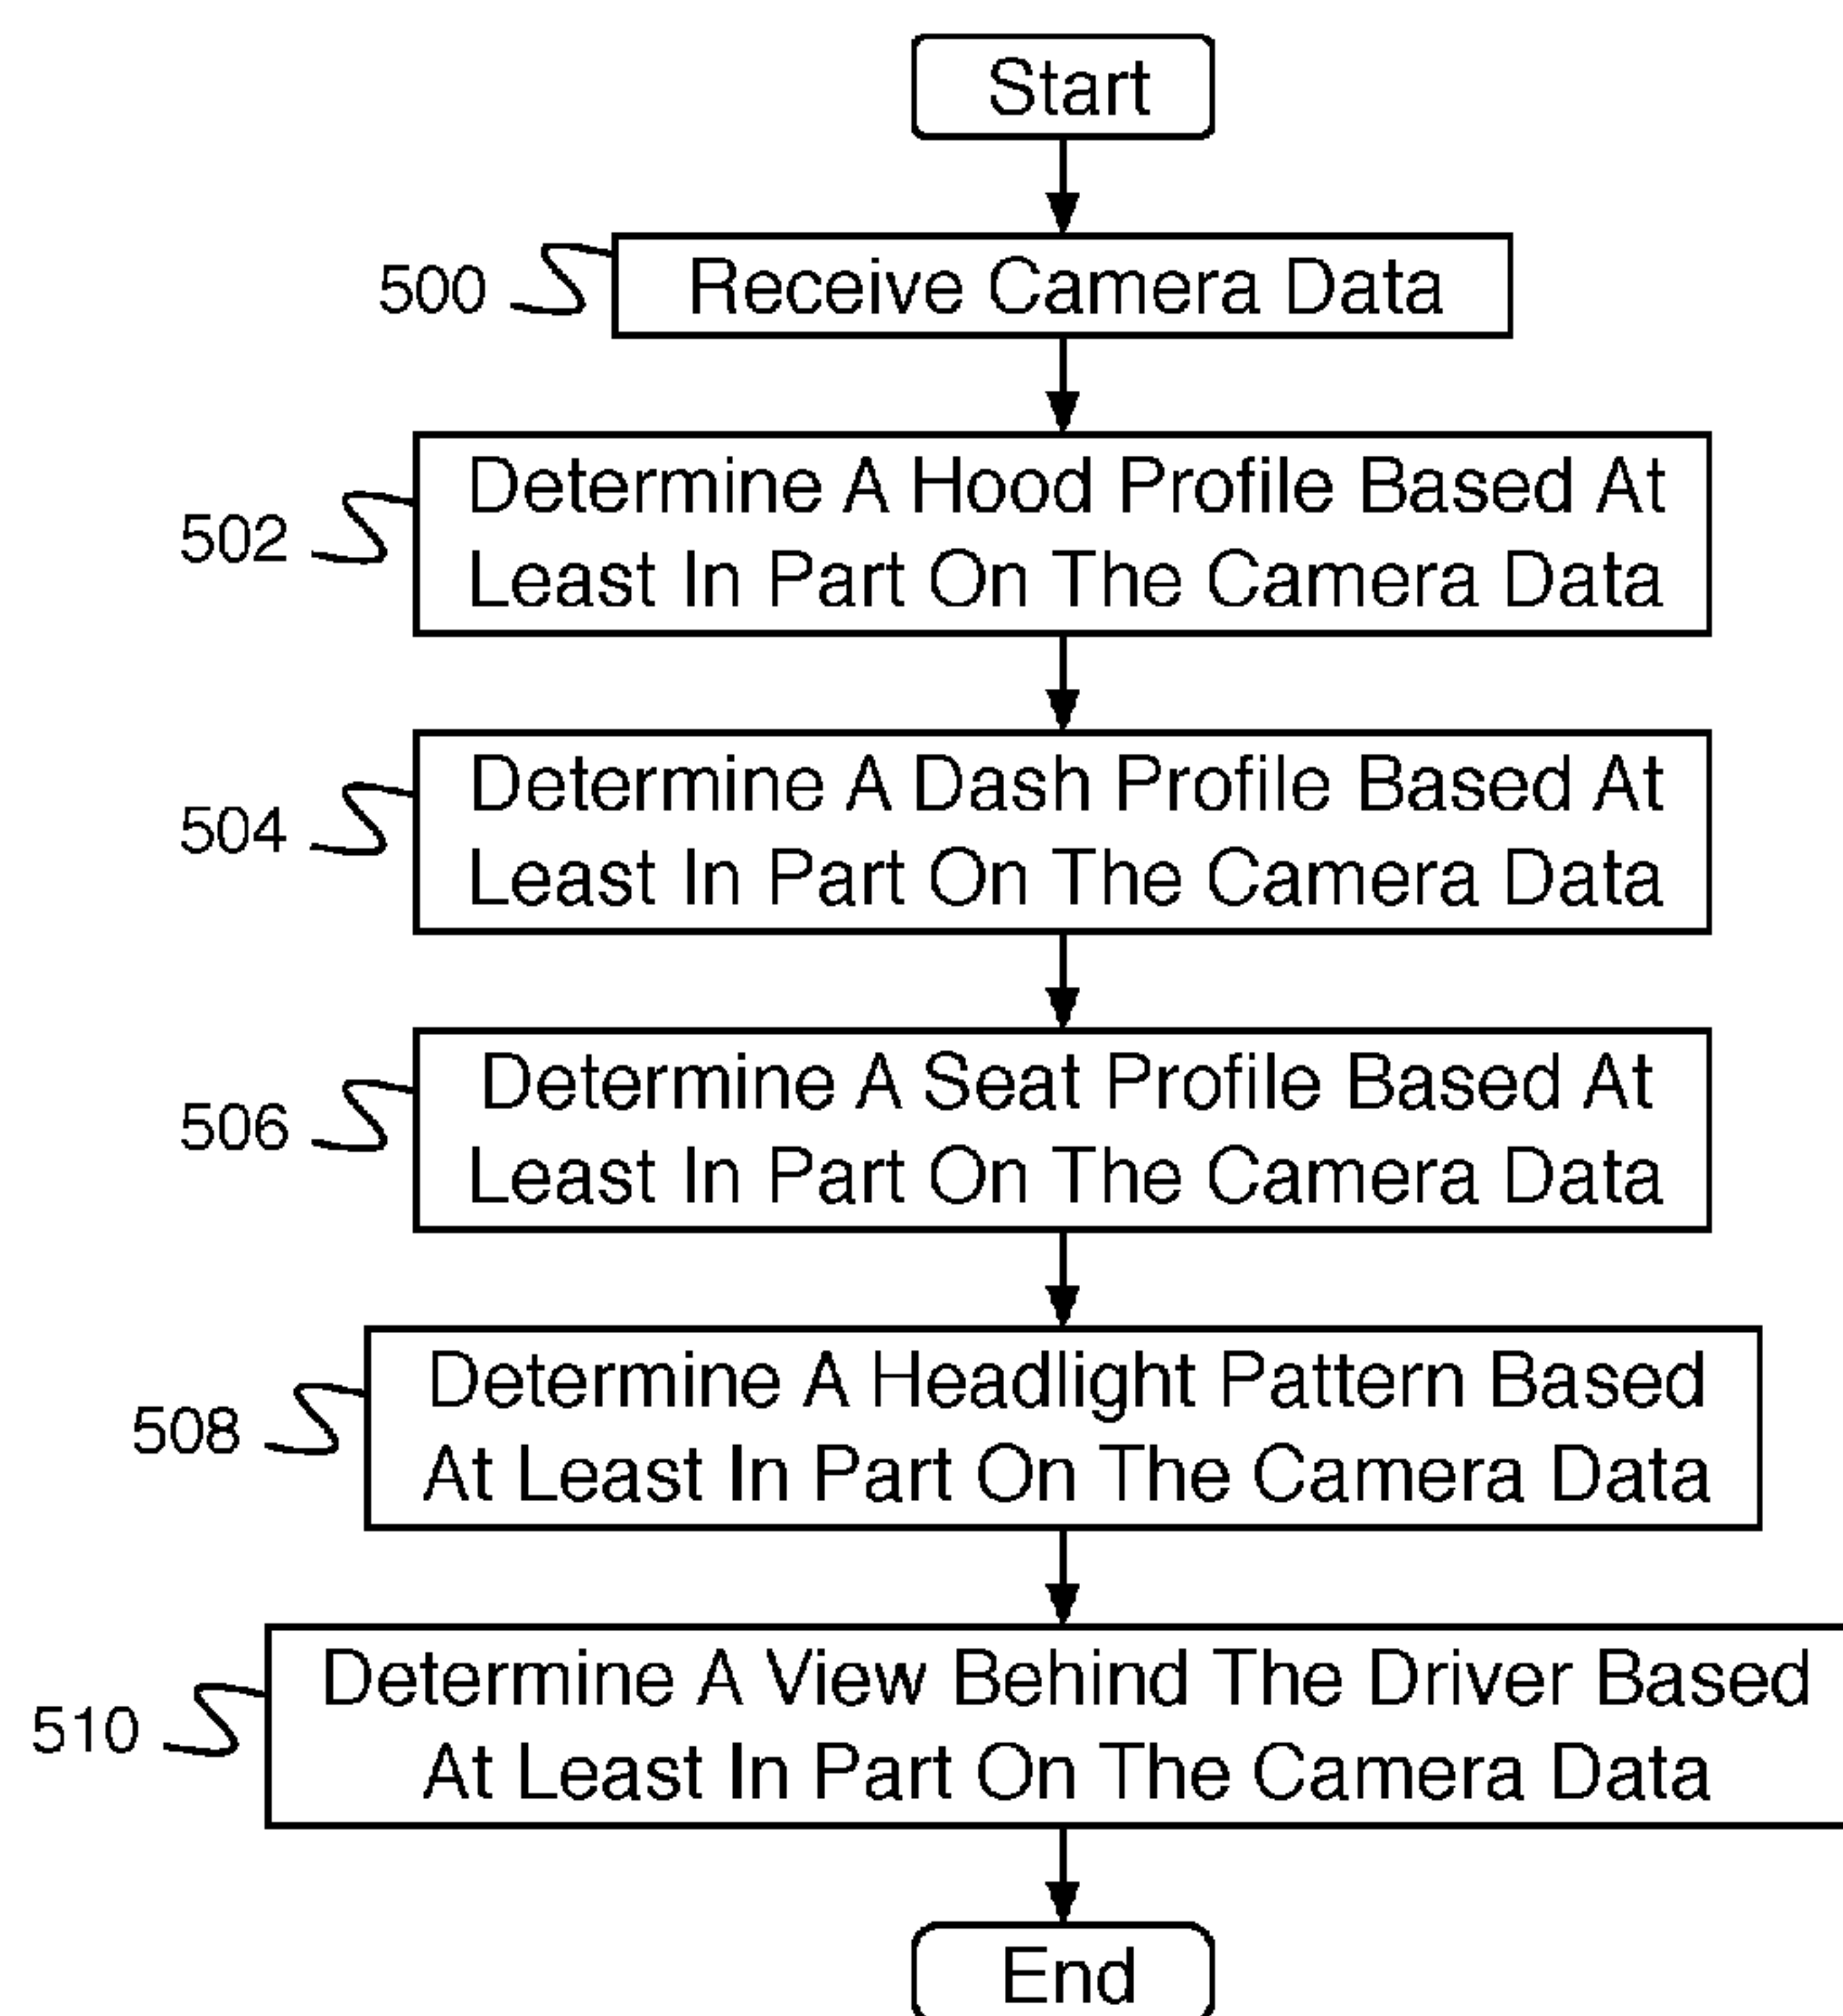 Start
500
Receive Camera Data
502
Determine A Hood Profile Based At
Least In Part On The Camera Data
504
Determine A Dash Profile Based At
Least In Part On The Camera Data
506
Determine A Seat Profile Based At
Least In Part On The Camera Data
508
Determine A Headlight Pattern Based
At Least In Part On The Camera Data
510
Determine A View Behind The Driver Based
At Least In Part On The Camera Data
End